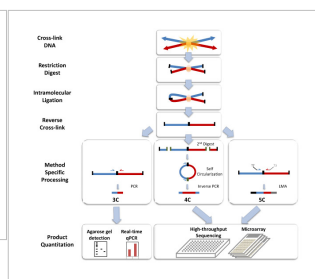 Cross-link
DNA
Restriction
Digest
Intramolecular
Ligation
Reverse
Cross-link
Method
Specific
Processing
PCR
3C
2nd Digest
Self
Circularization
Inverse PCR
4C
LMA
5C
Product
Quantitation
Agarose gel
detection
Real-time
qPCR
High-throughput
Sequencing
Microarray